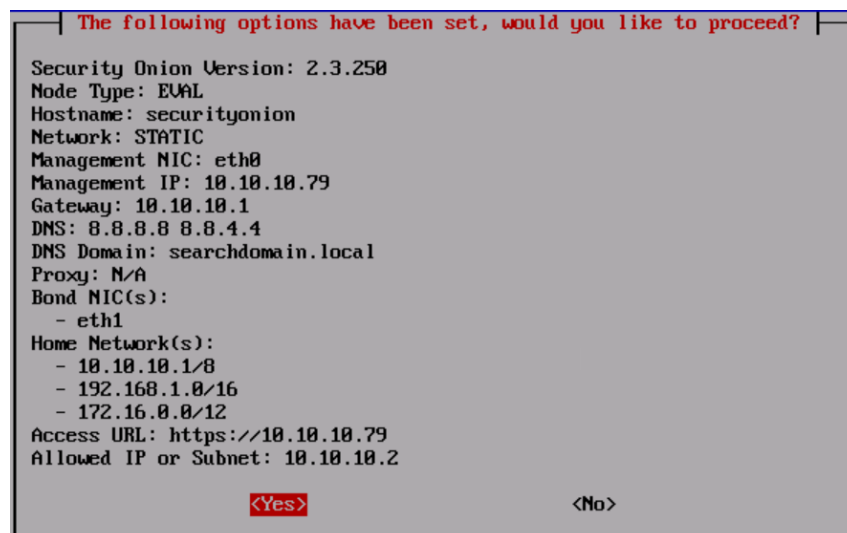 The following options have been set, would you like to proceed?
Security Onion Version: 2.3.250
Node Type: EVAL
Hostname: securityonion
Network: STATIC
Management NIC: eth0
Management IP: 10.10.10.79
Gateway: 10.10.10.1
DNS: 8.8.8.8 8.8.4.4
DNS Domain: searchdomain.local
Proxy: N/A
Bond NIC(s):
- eth1
Home Network(s):
- 10.10.10.1/8
- 192.168.1.0/16
- 172.16.0.0/12
Access URL: https://10.10.10.79
Allowed IP or Subnet: 10.10.10.2
<Yes> <No>